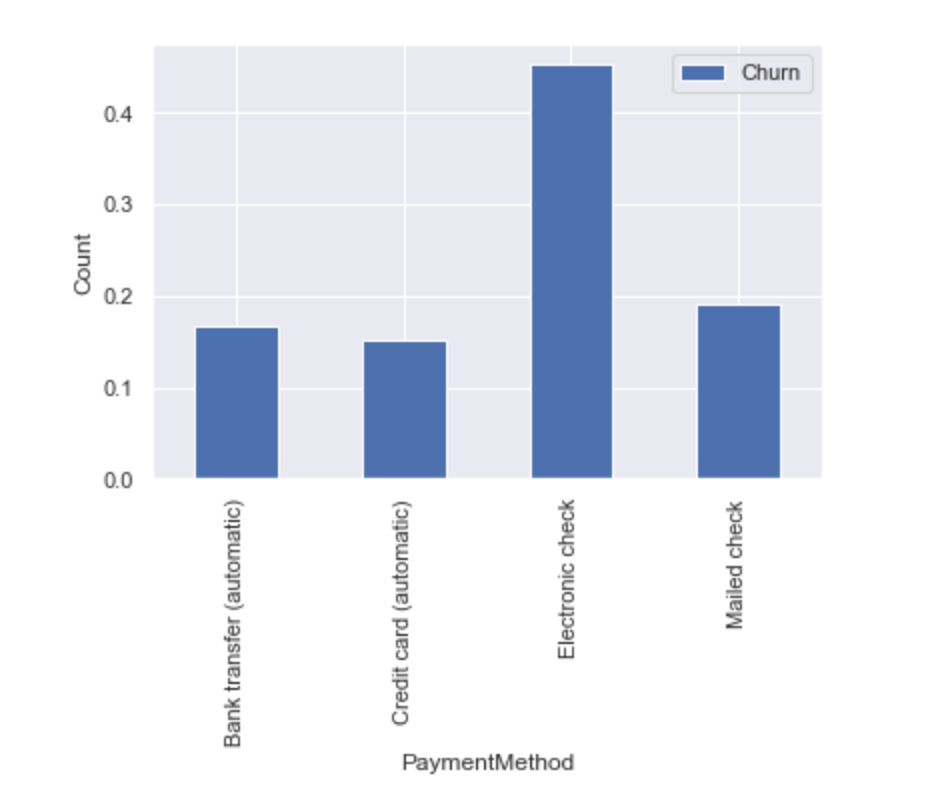 Churn
0.4
0.3
0.2
0.1
0.0
Count
Bank transfer (automatic)
Credit card (automatic)
Electronic check
Mailed check
PaymentMethod